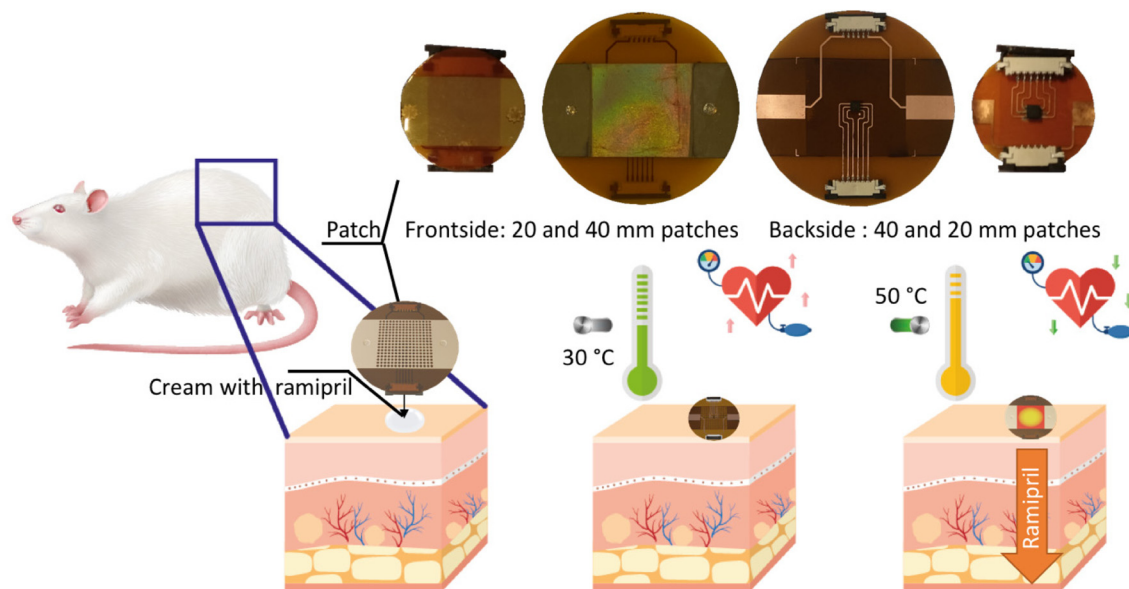 Patch
Frontside: 20 and 40 mm patches
Backside : 40 and 20 mm patches
30 °C
50 °C
Cream with ramipril
Ramipril